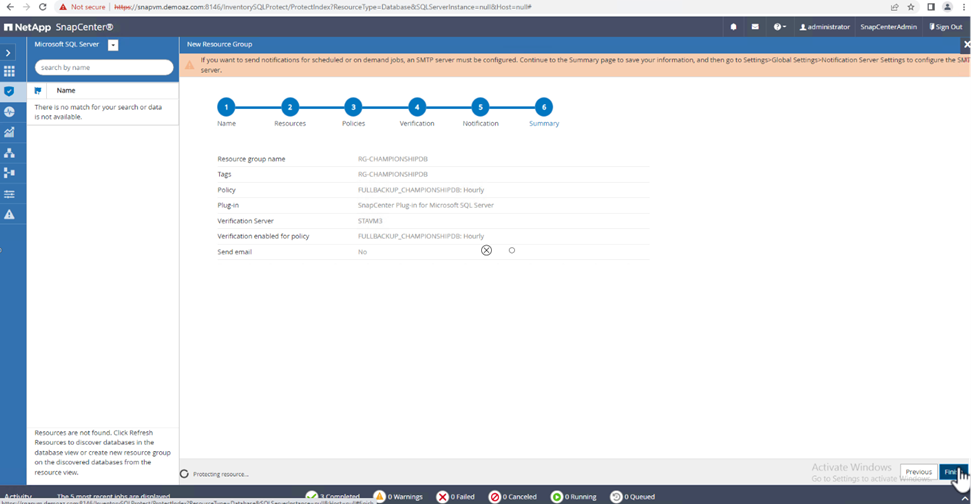 Not secure | https://snapvm.demoaz.com:8146/InventorySQLProtect/ProtectIndex?ResourceType=Database&SQLServerInstance=null&Host=null#
NetApp SnapCenter®
administrator SnapCenterAdmin Sign Out
Microsoft SQL Server
New Resource Group
search by name
If you want to send notifications for scheduled or on demand jobs, an SMTP server must be configured. Continue to the Summary page to save your information, and then go to Settings>Global Settings>Notification Server Settings to configure the SMT
server.
Name
There is no match for your search or data
is not available.
1 2 3 4 5 6
Name Resources Policies Verification Notification Summary
Resource group name RG-CHAMPIONSHIPDB
Tags RG-CHAMPIONSHIPDB
Policy FULLBACKUP_CHAMPIONSHIPDB: Hourly
Plug-in SnapCenter Plug-in for Microsoft SQL Server
Verification Server STAVM3
Verification enabled for policy FULLBACKUP_CHAMPIONSHIPDB: Hourly
Send email No
Resources are not found. Click Refresh
Resources to discover databases in the
database view or create new resource group
on the discovered databases from the
resource view.
Protecting resource...
Activate Windows
Go to Settings to activate Windows.
Previous Finis
Activity The 5 most recent jobs are displayed 3 Completed 0 Warnings 0 Failed 0 Canceled 0 Running 0 Queued